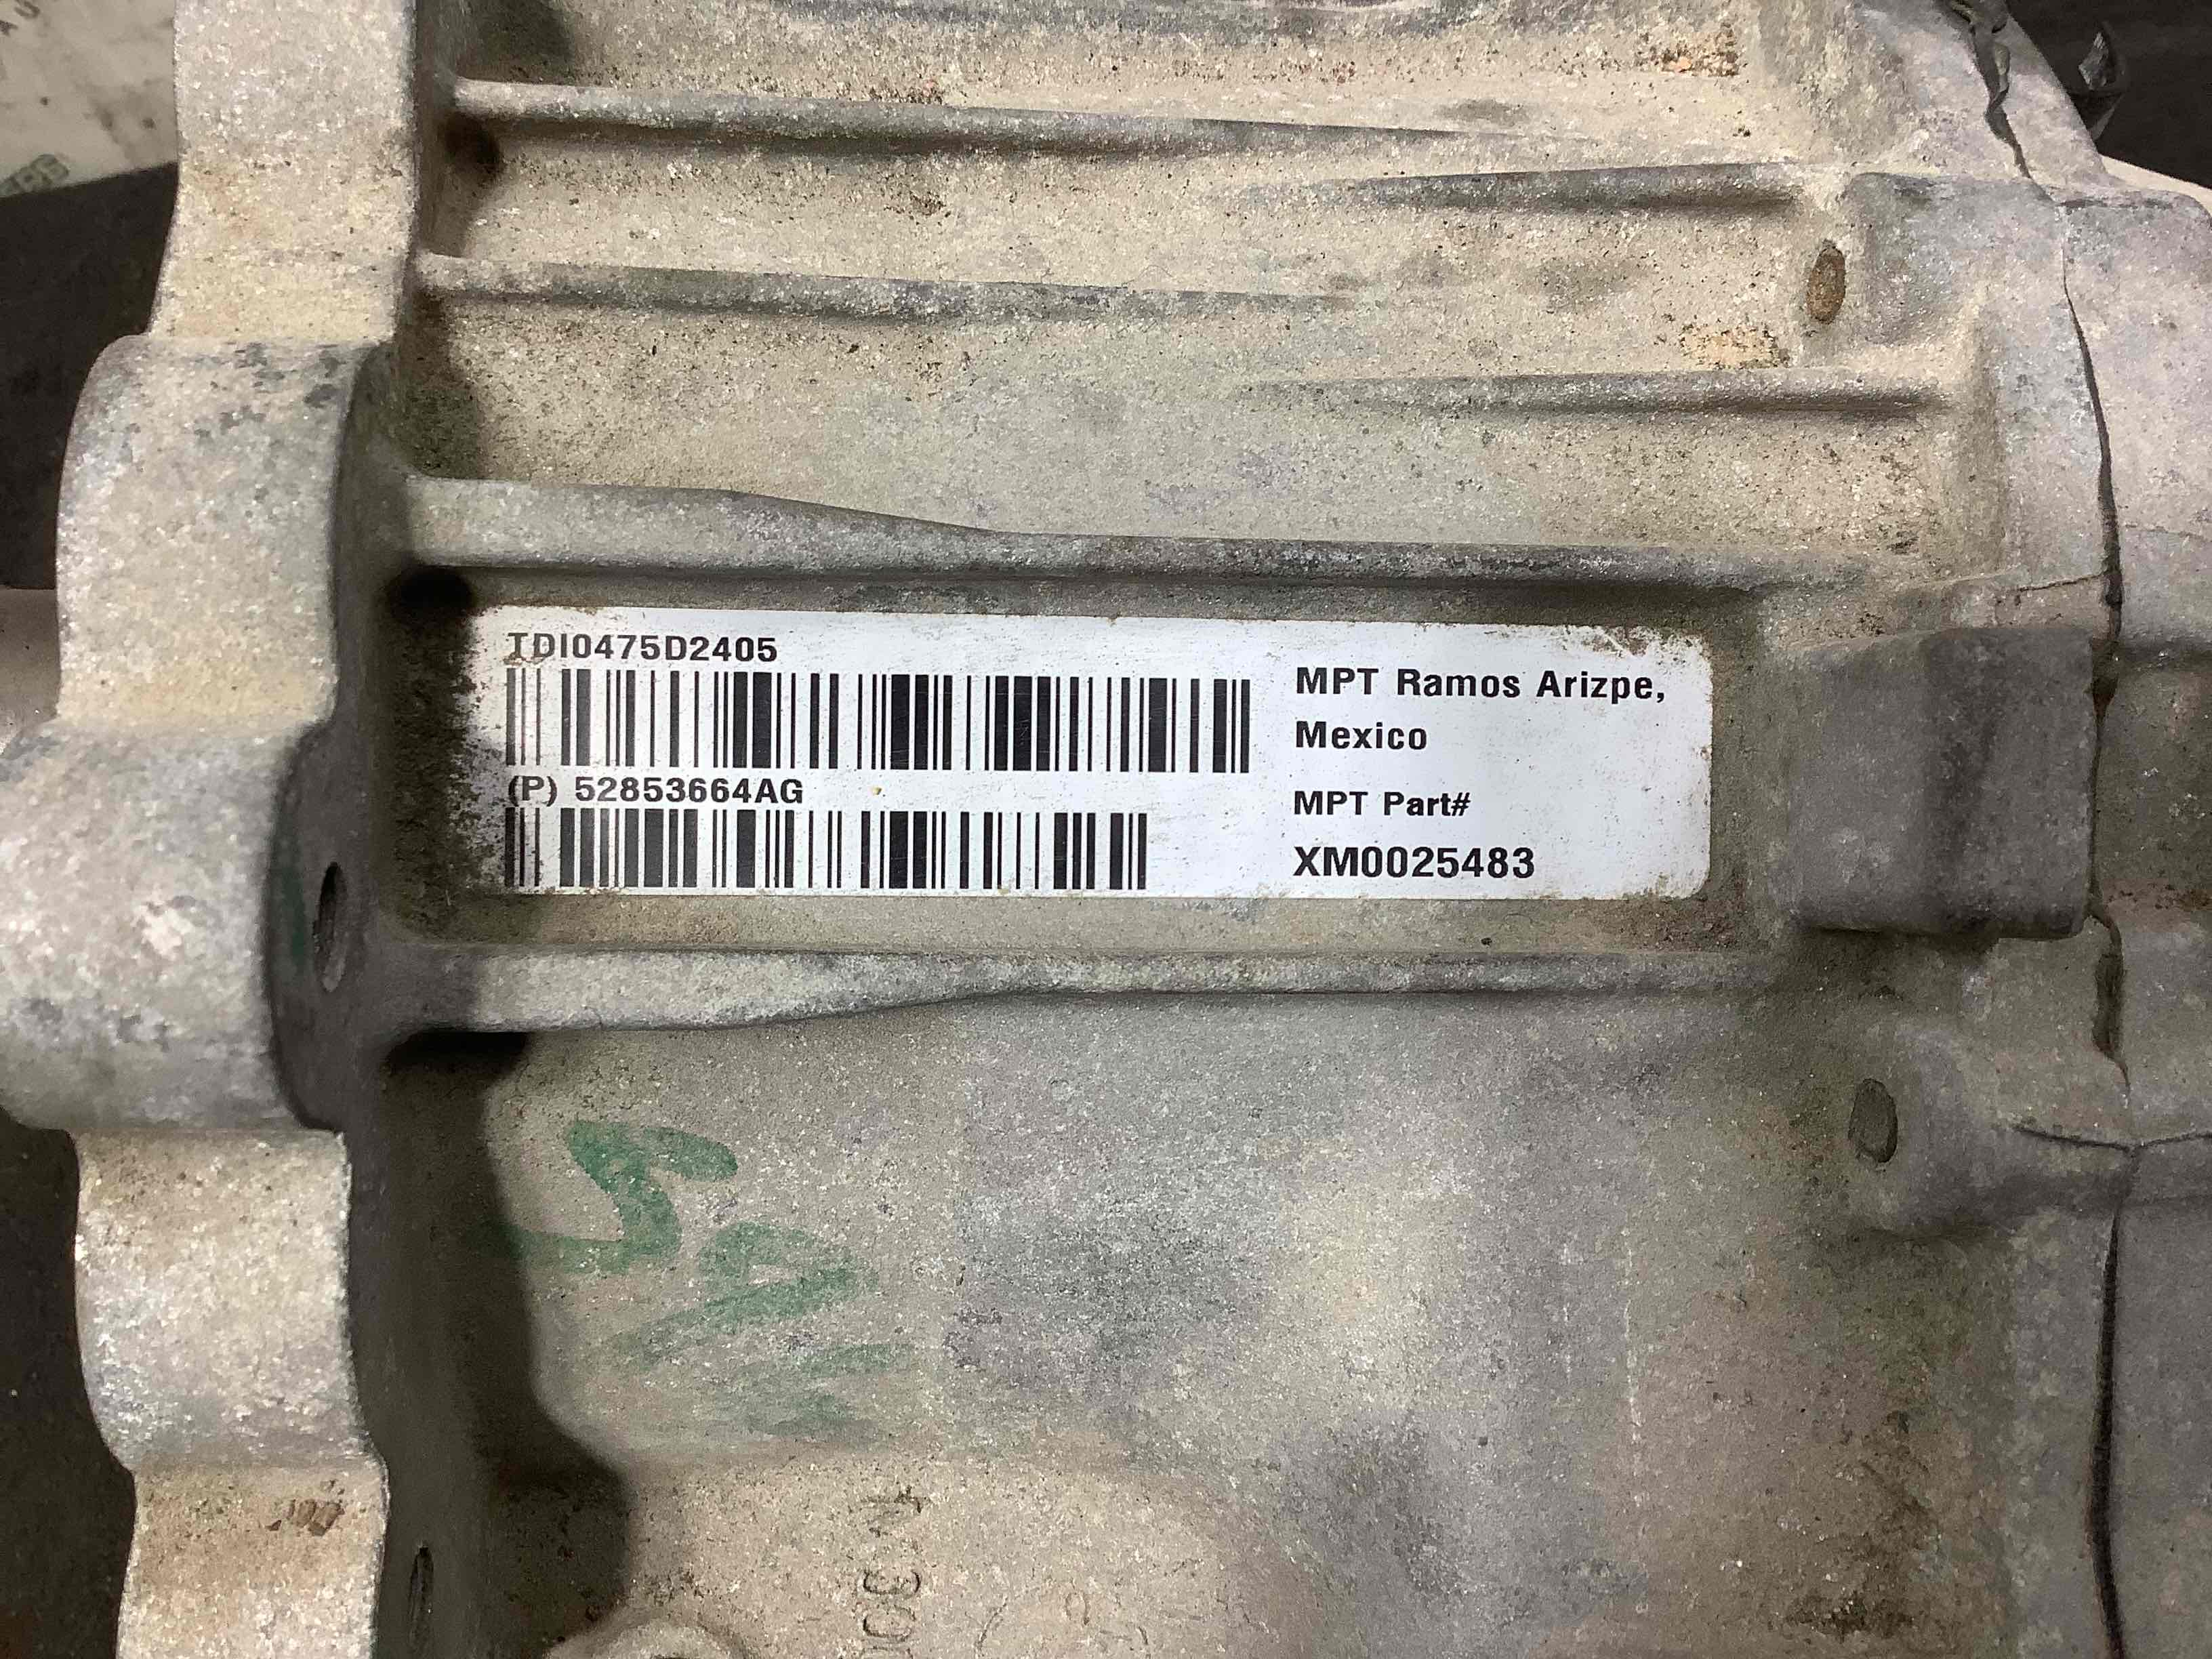 TDI0475D2405
(P) 52853664AG
MPT Ramos Arizpe,
Mexico
MPT Part#
XM0025483